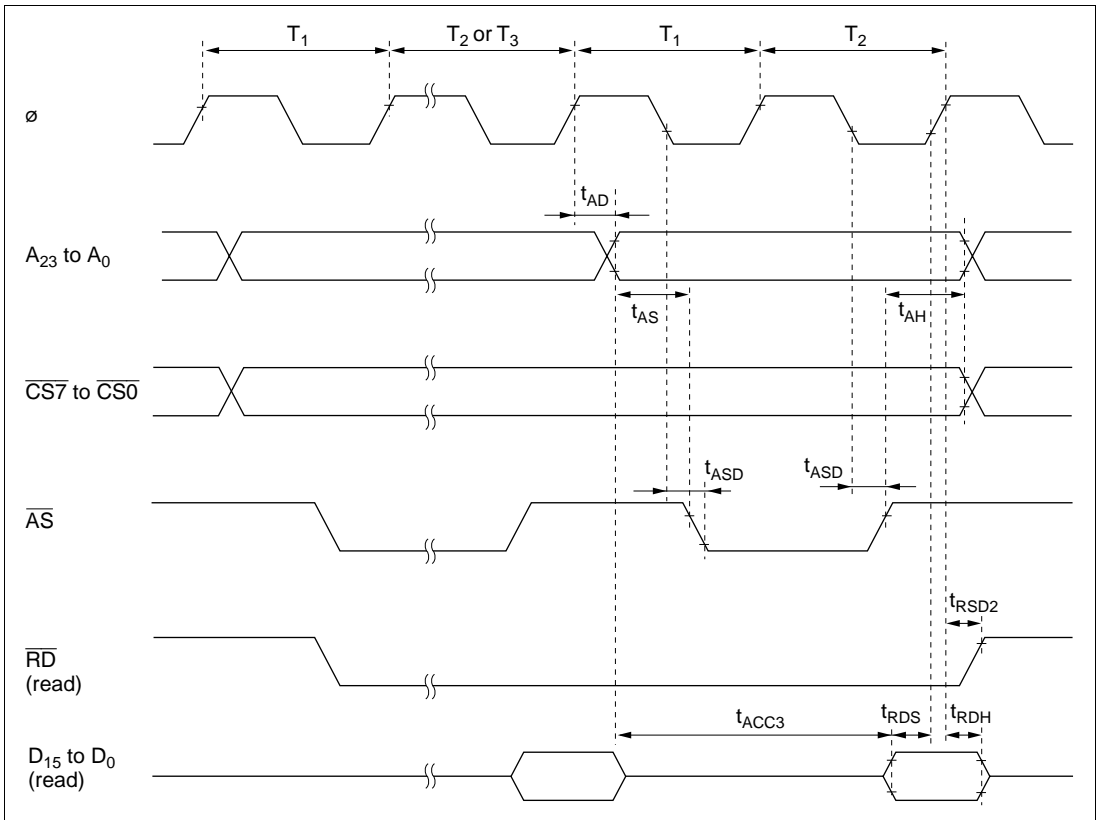 T1 T2 or T3 T1 T2
ø
tAD
A23 to A0
tAS tAH
CS7 to CS0
tASD tASD
AS
tRSD2
RD
(read)
tACC3 tRDS tRDH
D15 to D0
(read)